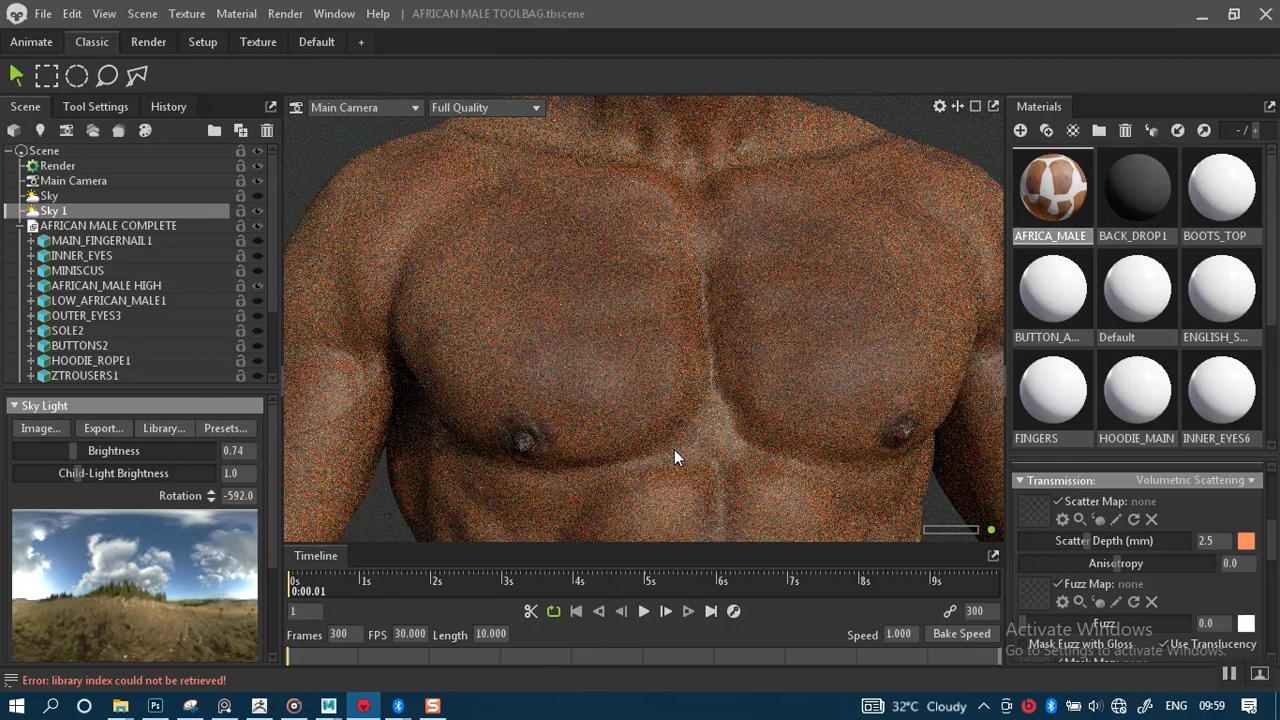 File Edit View Scene Texture Material Render Window Help AFRICAN MALE TOOLBAG.tbscene
Animate Classic Render Setup Texture Default +
Scene Tool Settings History
Main Camera Full Quality
Materials
- / +
Scene
Render
Main Camera
Sky
Sky 1
AFRICAN MALE COMPLETE
MAIN_FINGERNAIL1
INNER_EYES
MINISCUS
AFRICAN_MALE HIGH
LOW_AFRICAN_MALE1
OUTER_EYES3
SOLE2
BUTTONS2
HOODIE_ROPE1
ZTROUSERS1
AFRICA_MALE BACK_DROP1 BOOTS_TOP
BUTTON_A... Default ENGLISH_S...
FINGERS HOODIE_MAIN INNER_EYES6
Sky Light
Image... Export... Library... Presets...
Brightness 0.74
Child-Light Brightness 1.0
Rotation -592.0
Transmission: Volumetric Scattering
Scatter Map: none
Scatter Depth (mm) 2.5
Anisotropy 0.0
Fuzz Map: none
Fuzz 0.0
Mask Fuzz with Gloss Use Translucency
Timeline
0s 1s 2s 3s 4s 5s 6s 7s 8s 9s
0:00.01
1 300
Frames 300 FPS 30.000 Length 10.000 Speed 1.000 Bake Speed
Activate Windows
Go to Settings to activate Windows.
Error: library index could not be retrieved!
32°C Cloudy ENG 09:59